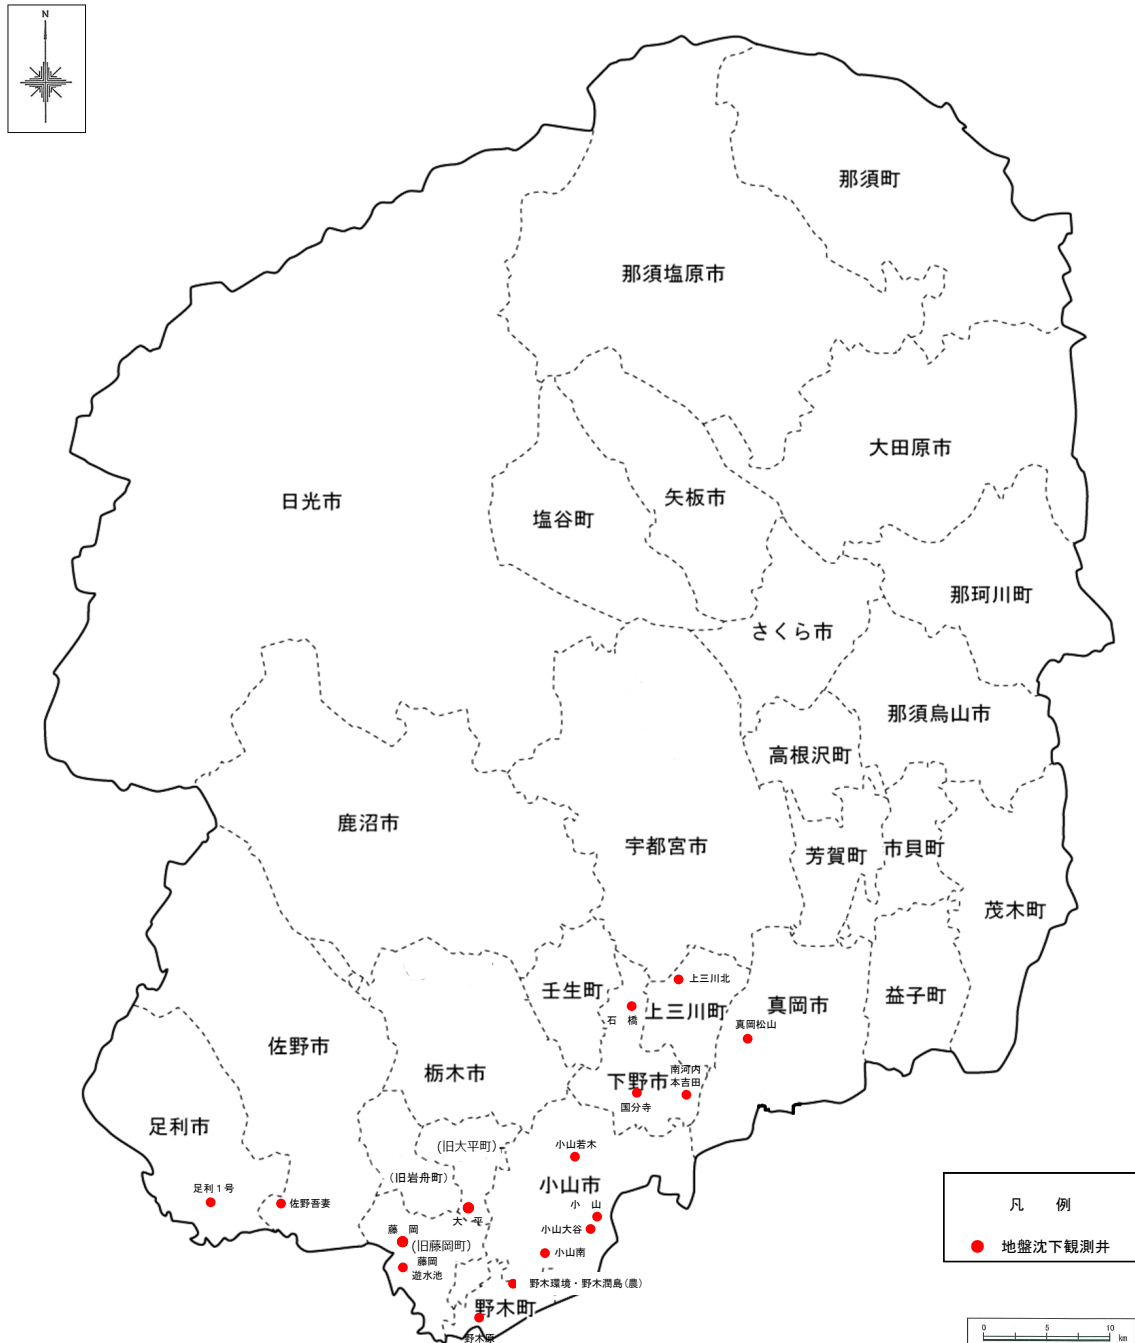 N
那須町
那須塩原市
大田原市
日光市
矢板市
塩谷町
那珂川町
さくら市
那須烏山市
高根沢町
鹿沼市
宇都宮市
芳賀町
市貝町
茂木町
上三川北
壬生町
益子町
石 橋
上三川町
真岡市
真岡松山
佐野市
栃木市
下野市
南河内
本吉田
国分寺
足利市
(旧大平町)
小山若木
(旧岩舟町)
小山市
足利1号
佐野吾妻
小 山
大 平
小山大谷
藤 岡
(旧藤岡町)
小山南
藤岡
遊水池
野木環境・野木潤島(農)
野木町
野木原
凡 例
地盤沈下観測井
0 5 10
km